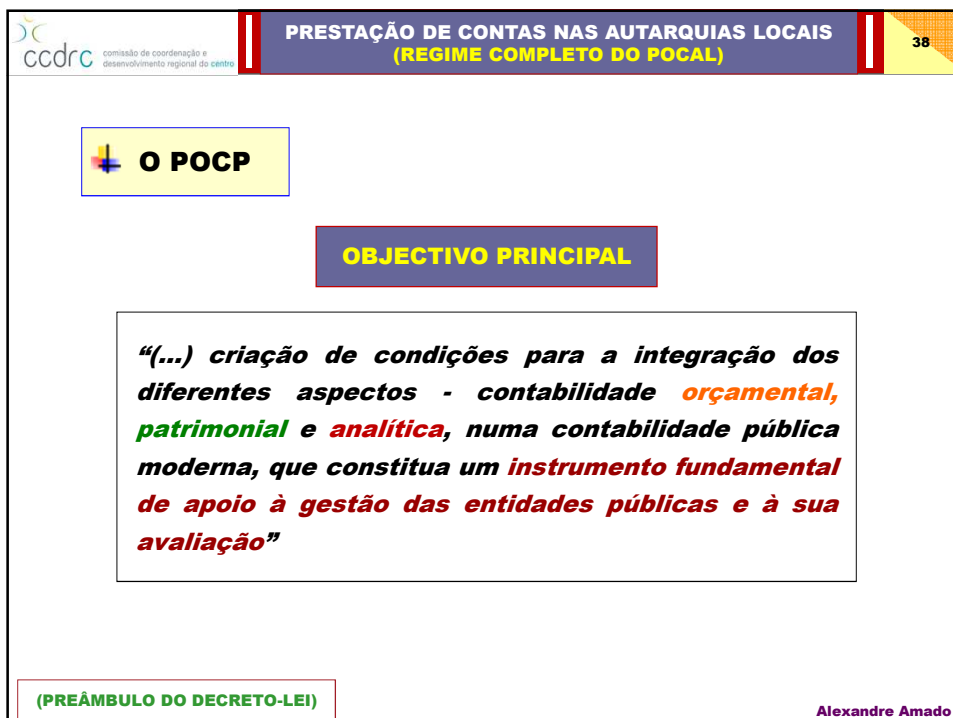 ccdrc
comissão de coordenação e
desenvolvimento regional do centro
PRESTAÇÃO DE CONTAS NAS AUTARQUIAS LOCAIS
(REGIME COMPLETO DO POCAL)
38
O POCP
OBJECTIVO PRINCIPAL
“(…) criação de condições para a integração dos
diferentes aspectos - contabilidade orçamental,
patrimonial e analítica, numa contabilidade pública
moderna, que constitua um instrumento fundamental
de apoio à gestão das entidades públicas e à sua
avaliação”
(PREÂMBULO DO DECRETO-LEI)
Alexandre Amado